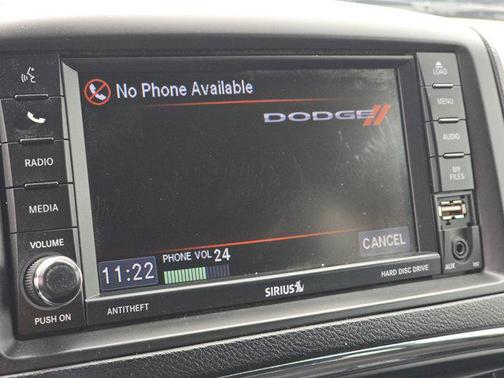 No Phone Available
DODGE
LOAD
MENU
AUDIO
MY
FILES
RADIO
MEDIA
VOLUME
PUSH ON
11:22
PHONE VOL 24
CANCEL
ANTITHEFT
SIRIUS
HARD DISC DRIVE
AUX
MIC